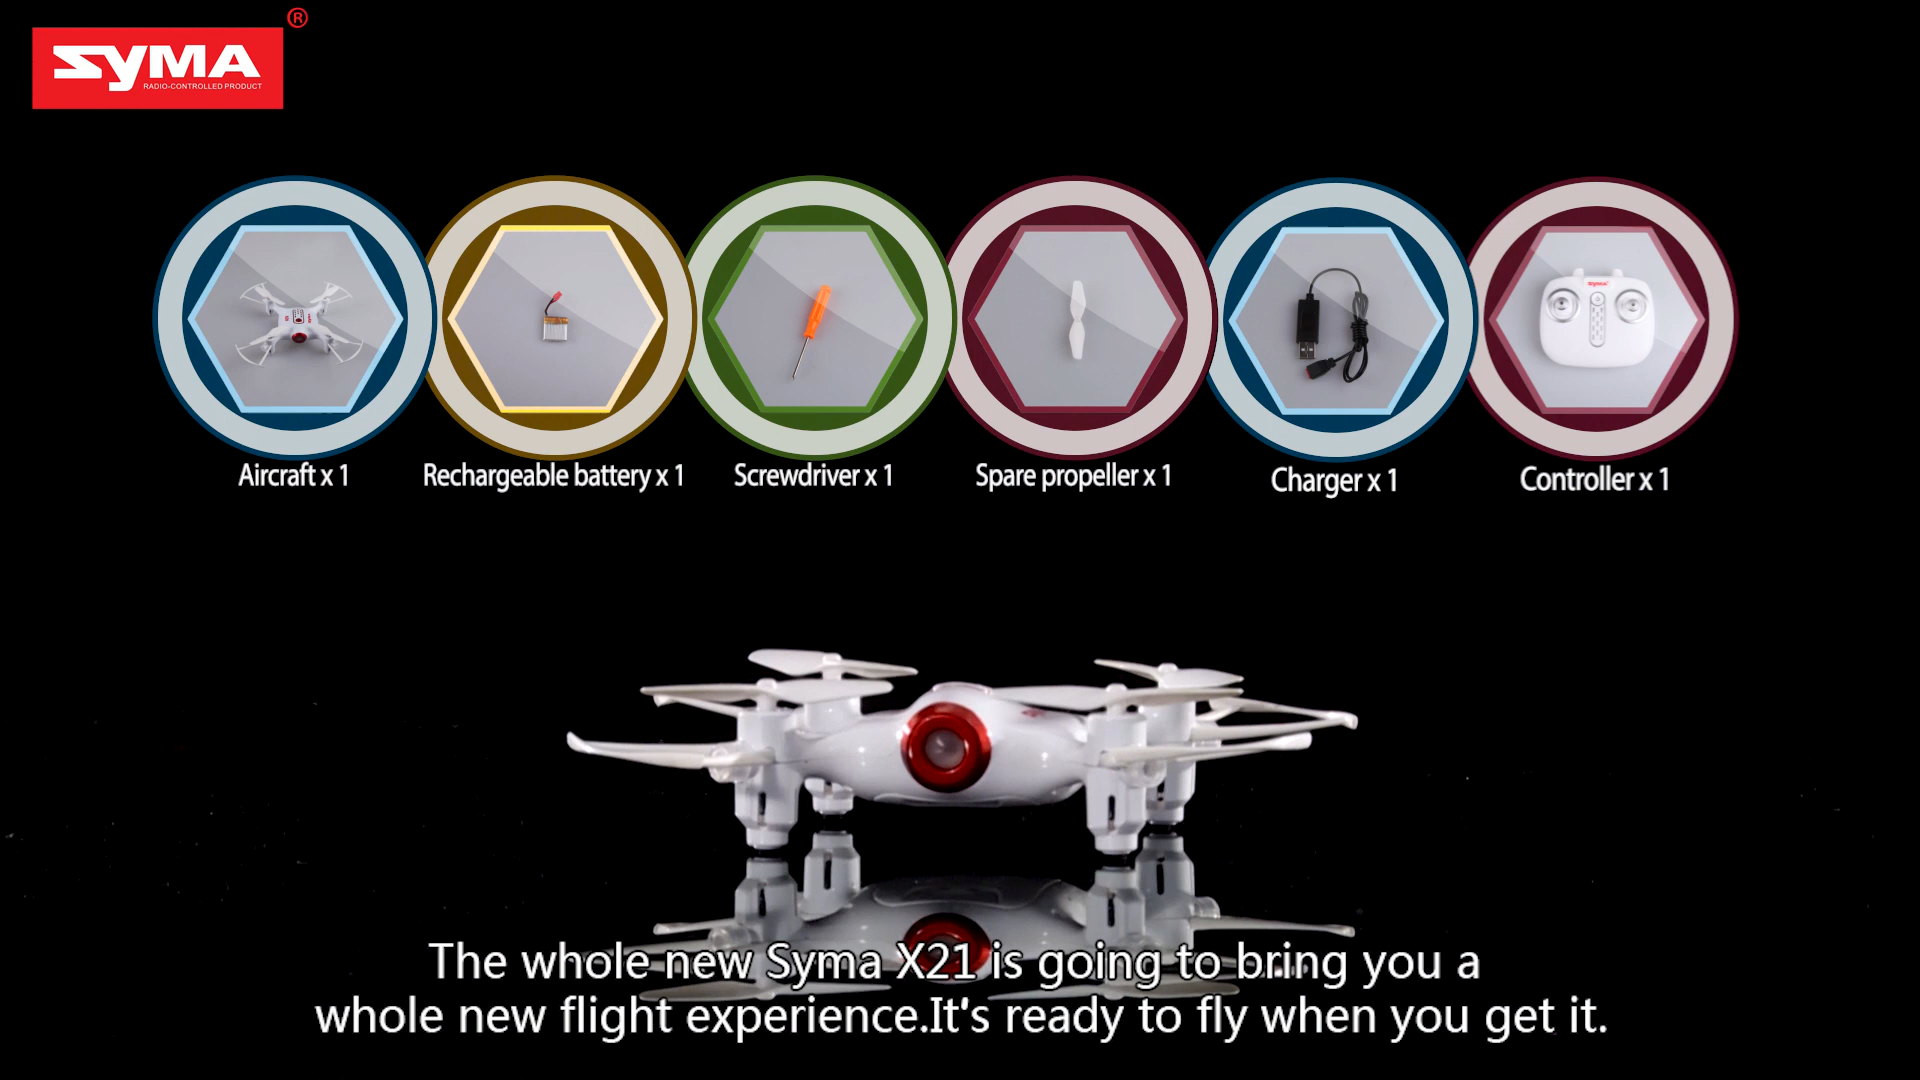 ®
SYMA
RADIO-CONTROLLED PRODUCT
SYMA
Aircraft x 1
Rechargeable battery x 1
Screwdriver x 1
Spare propeller x 1
Charger x 1
Controller x 1
The whole new Syma X21 is going to bring you a
whole new flight experience.It's ready to fly when you get it.